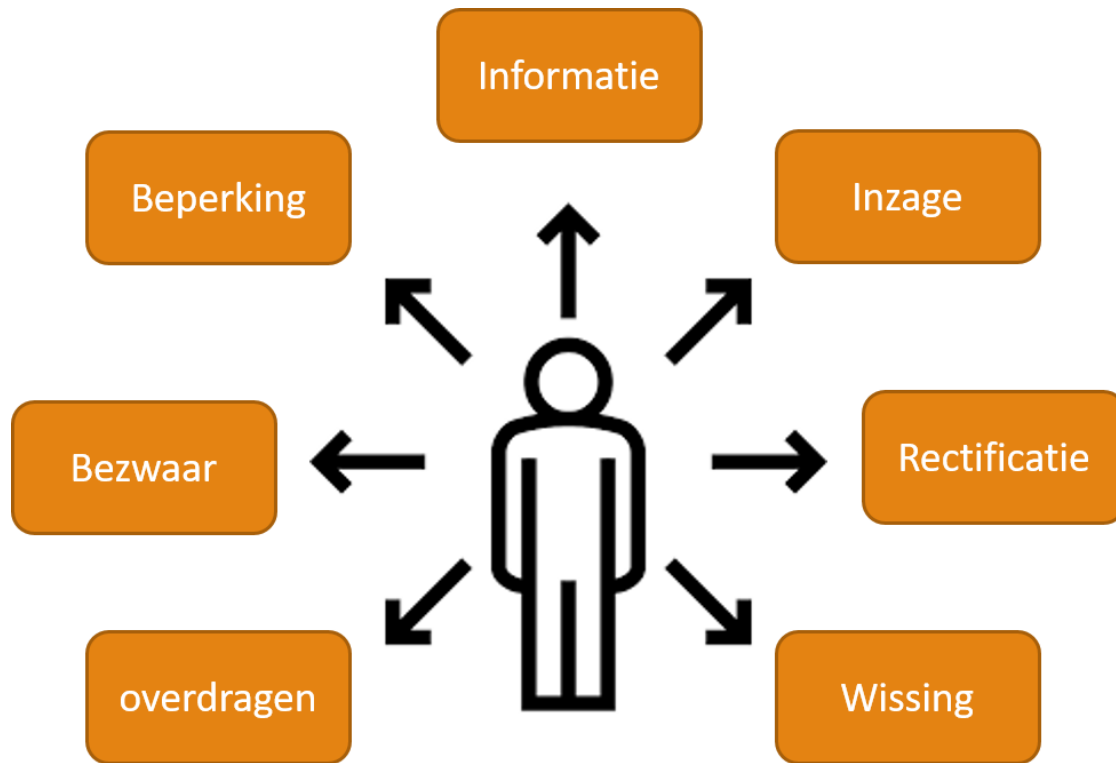 Informatie
Beperking
Inzage
Bezwaar
Rectificatie
overdragen
Wissing